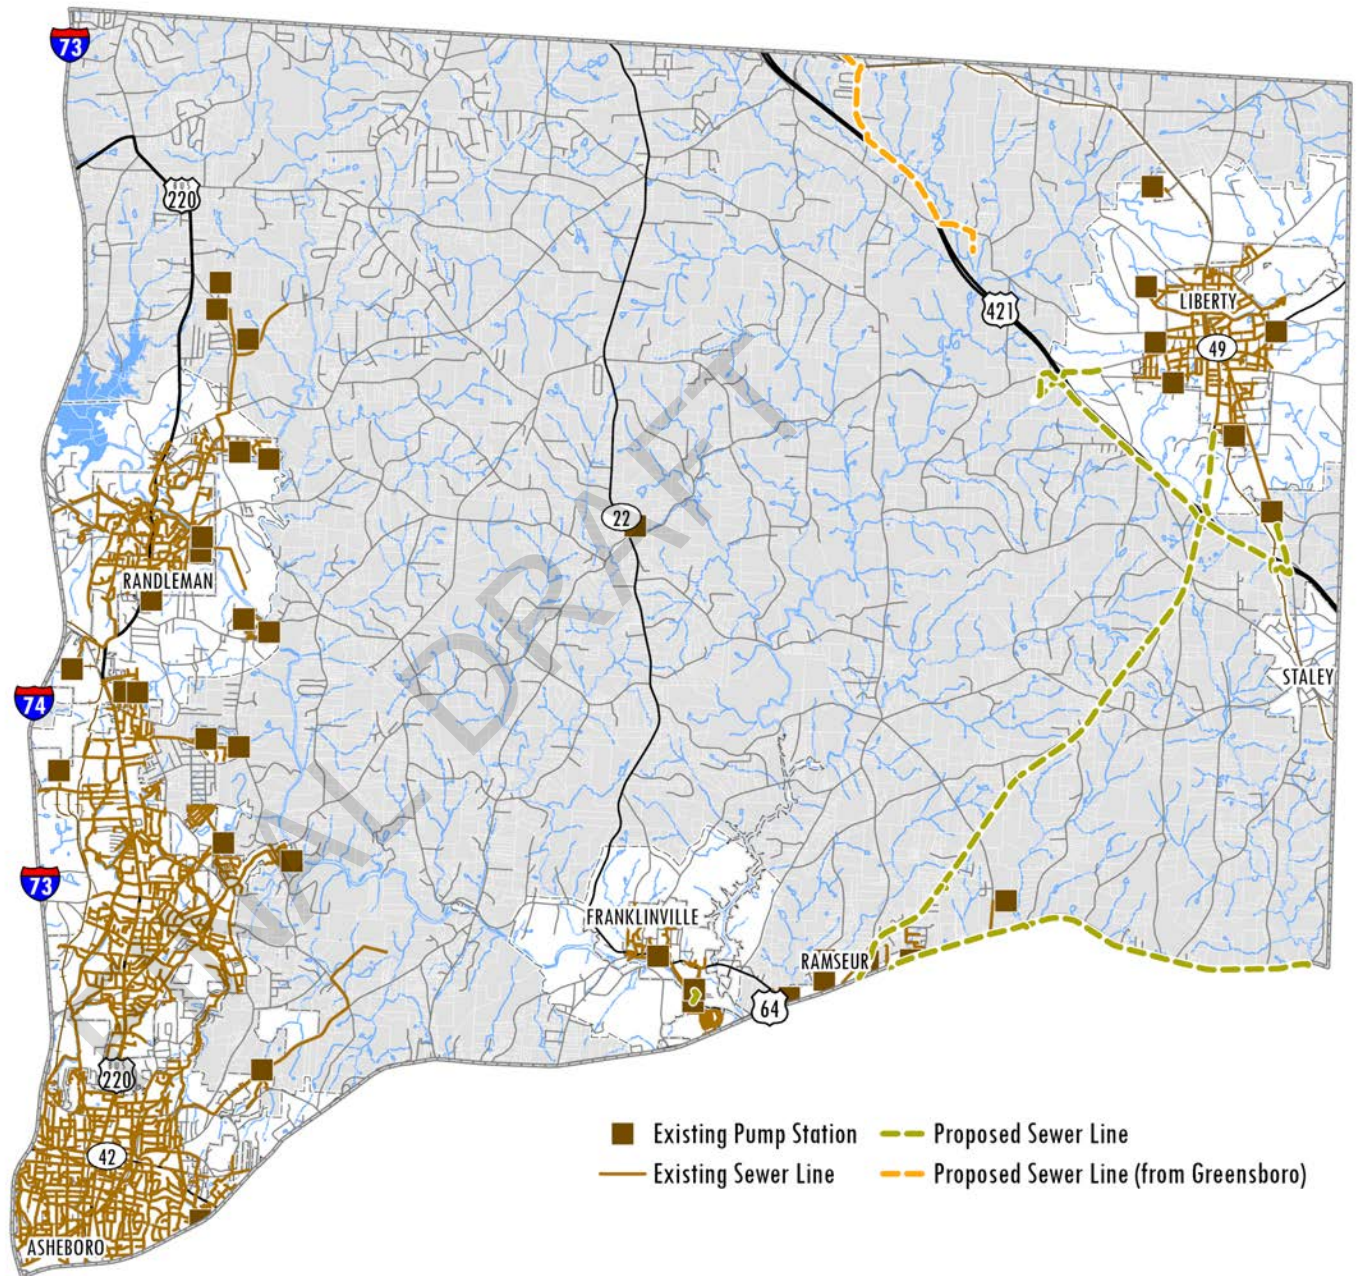 73
220
421
LIBERTY
49
22
RANDLEMAN
STALEY
74
73
FRANKLINVILLE
RAMSEUR
64
220
42
ASHEBORO
FINAL DRAFT
Existing Pump Station
Proposed Sewer Line
Existing Sewer Line
Proposed Sewer Line (from Greensboro)